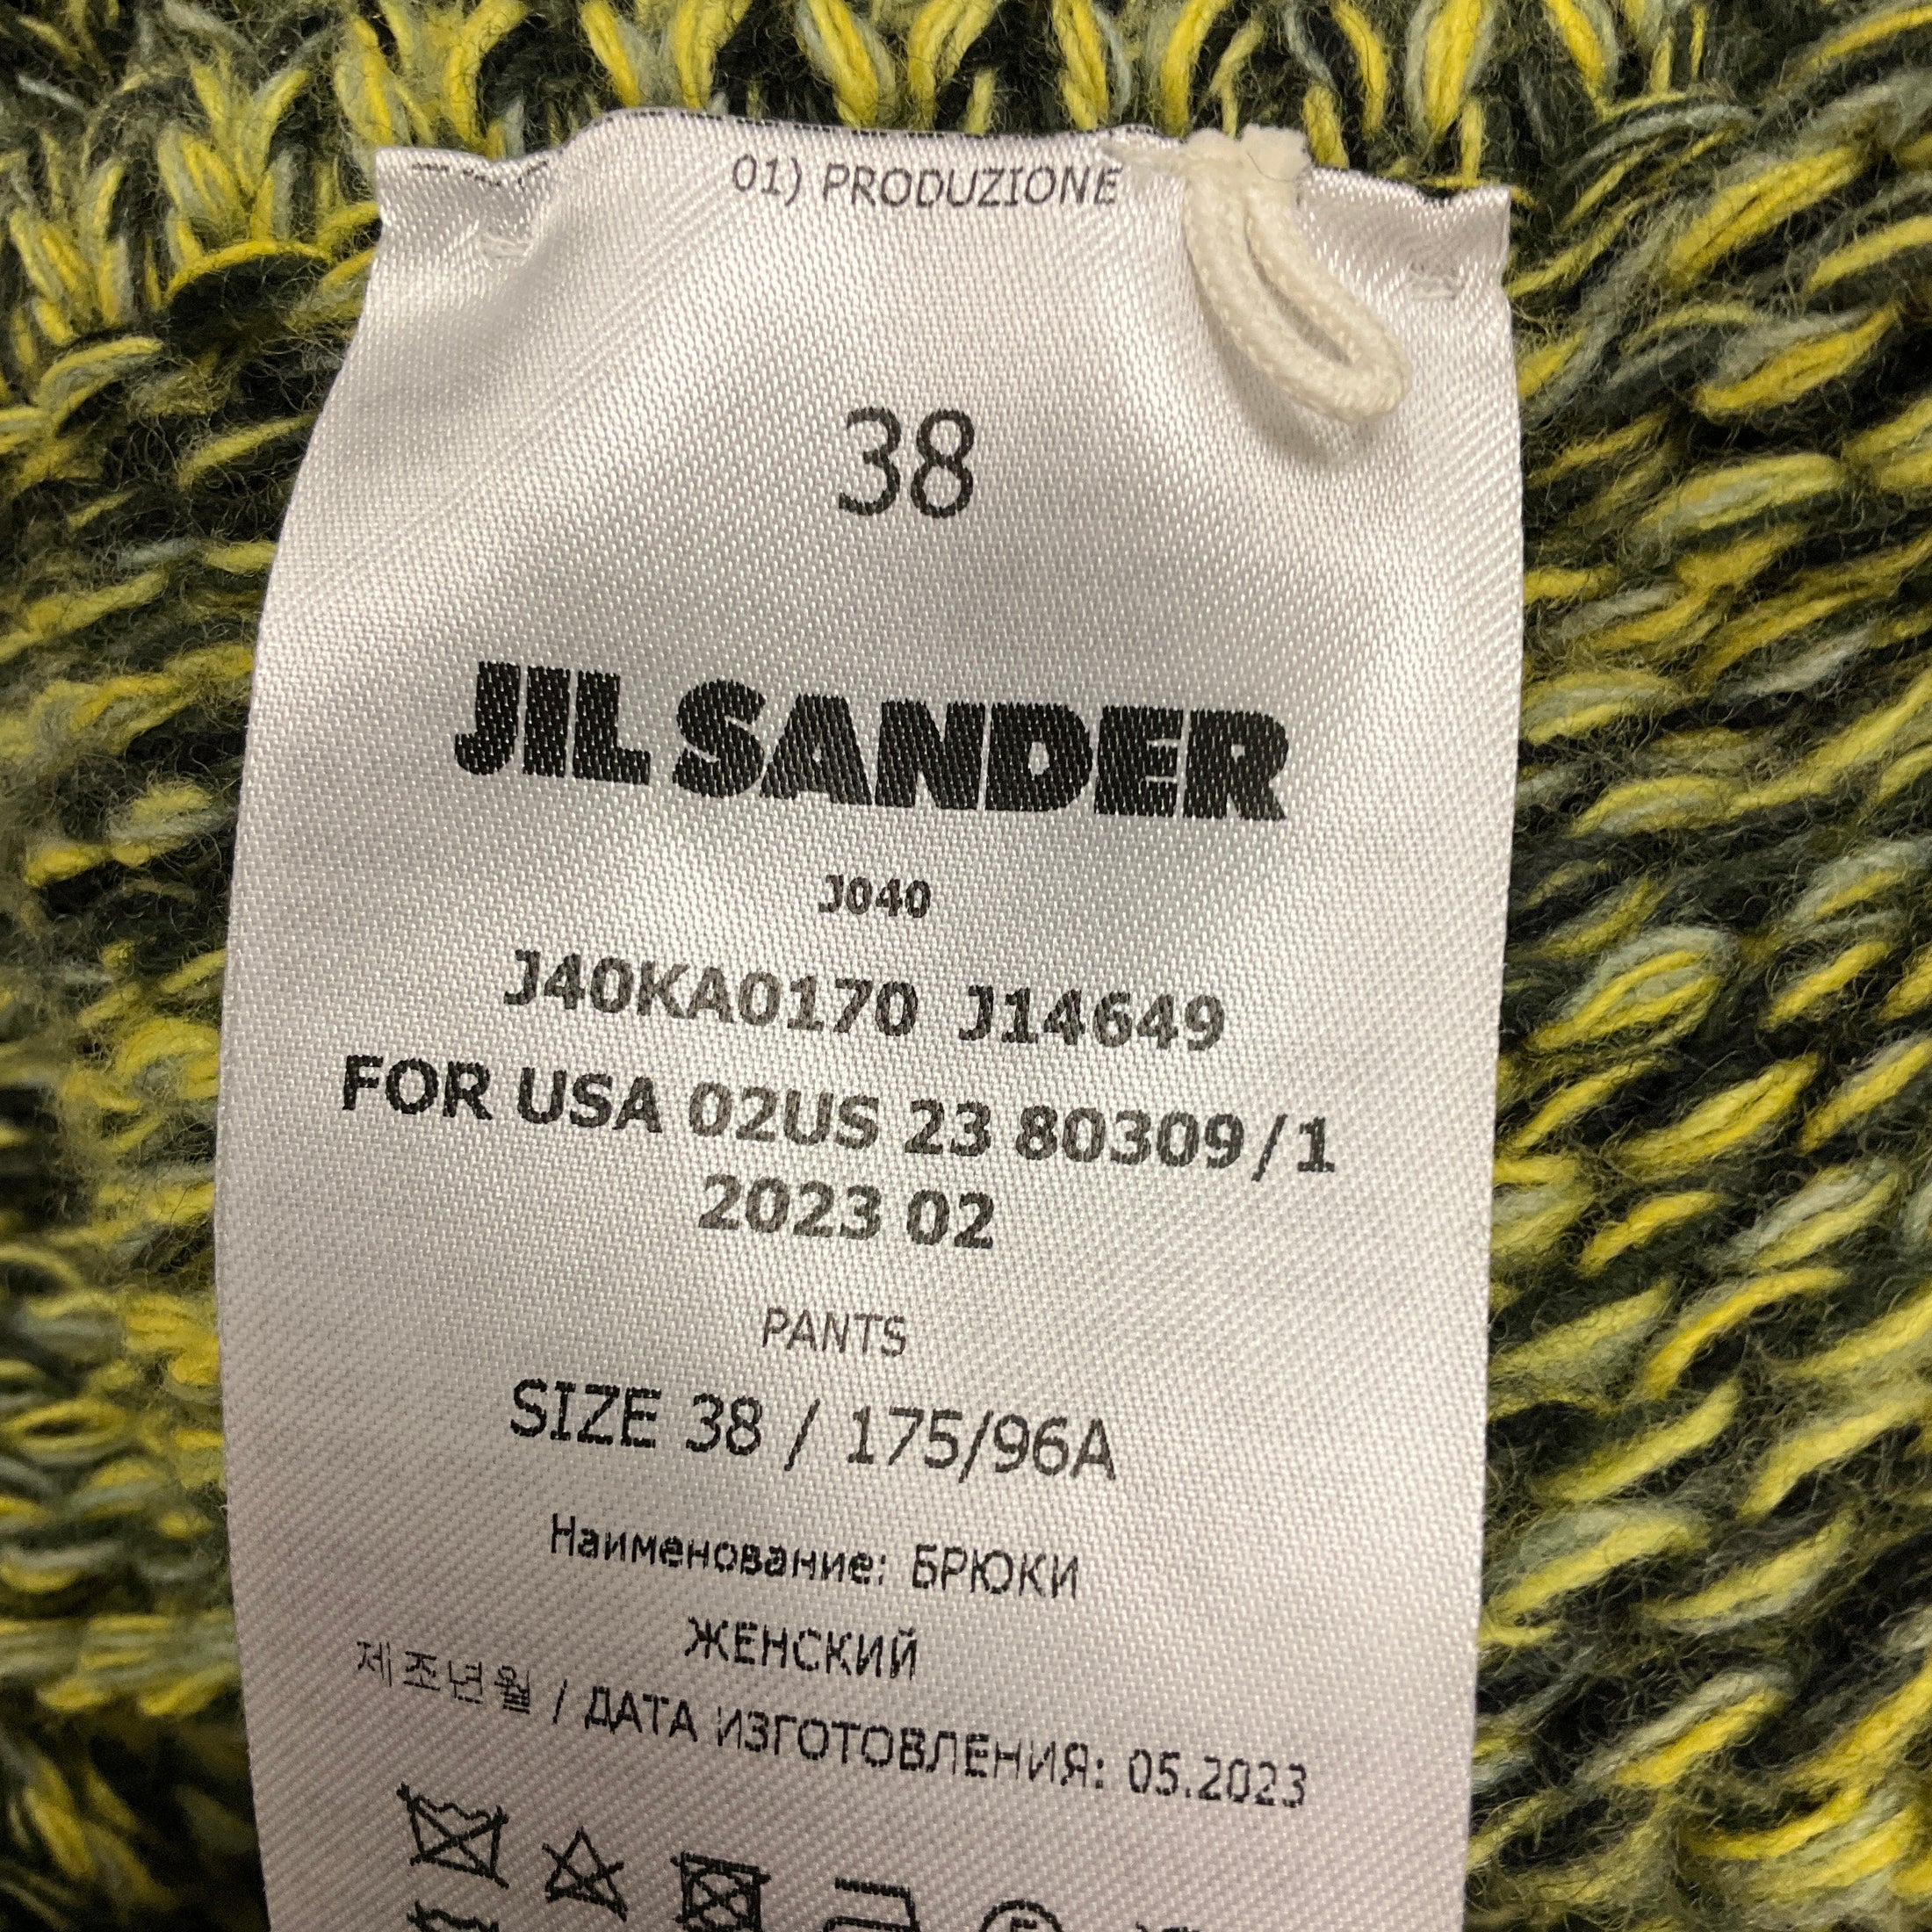 01) PRODUZIONE
38
JIL SANDER
J040
J40KA0170 J14649
FOR USA 02US 23 80309/1
2023 02
PANTS
SIZE 38 / 175/96A
Наименование: БРЮКИ
ЖЕНСКИЙ
제조년월 / ДАТА ИЗГОТОВЛЕНИЯ: 05.2023